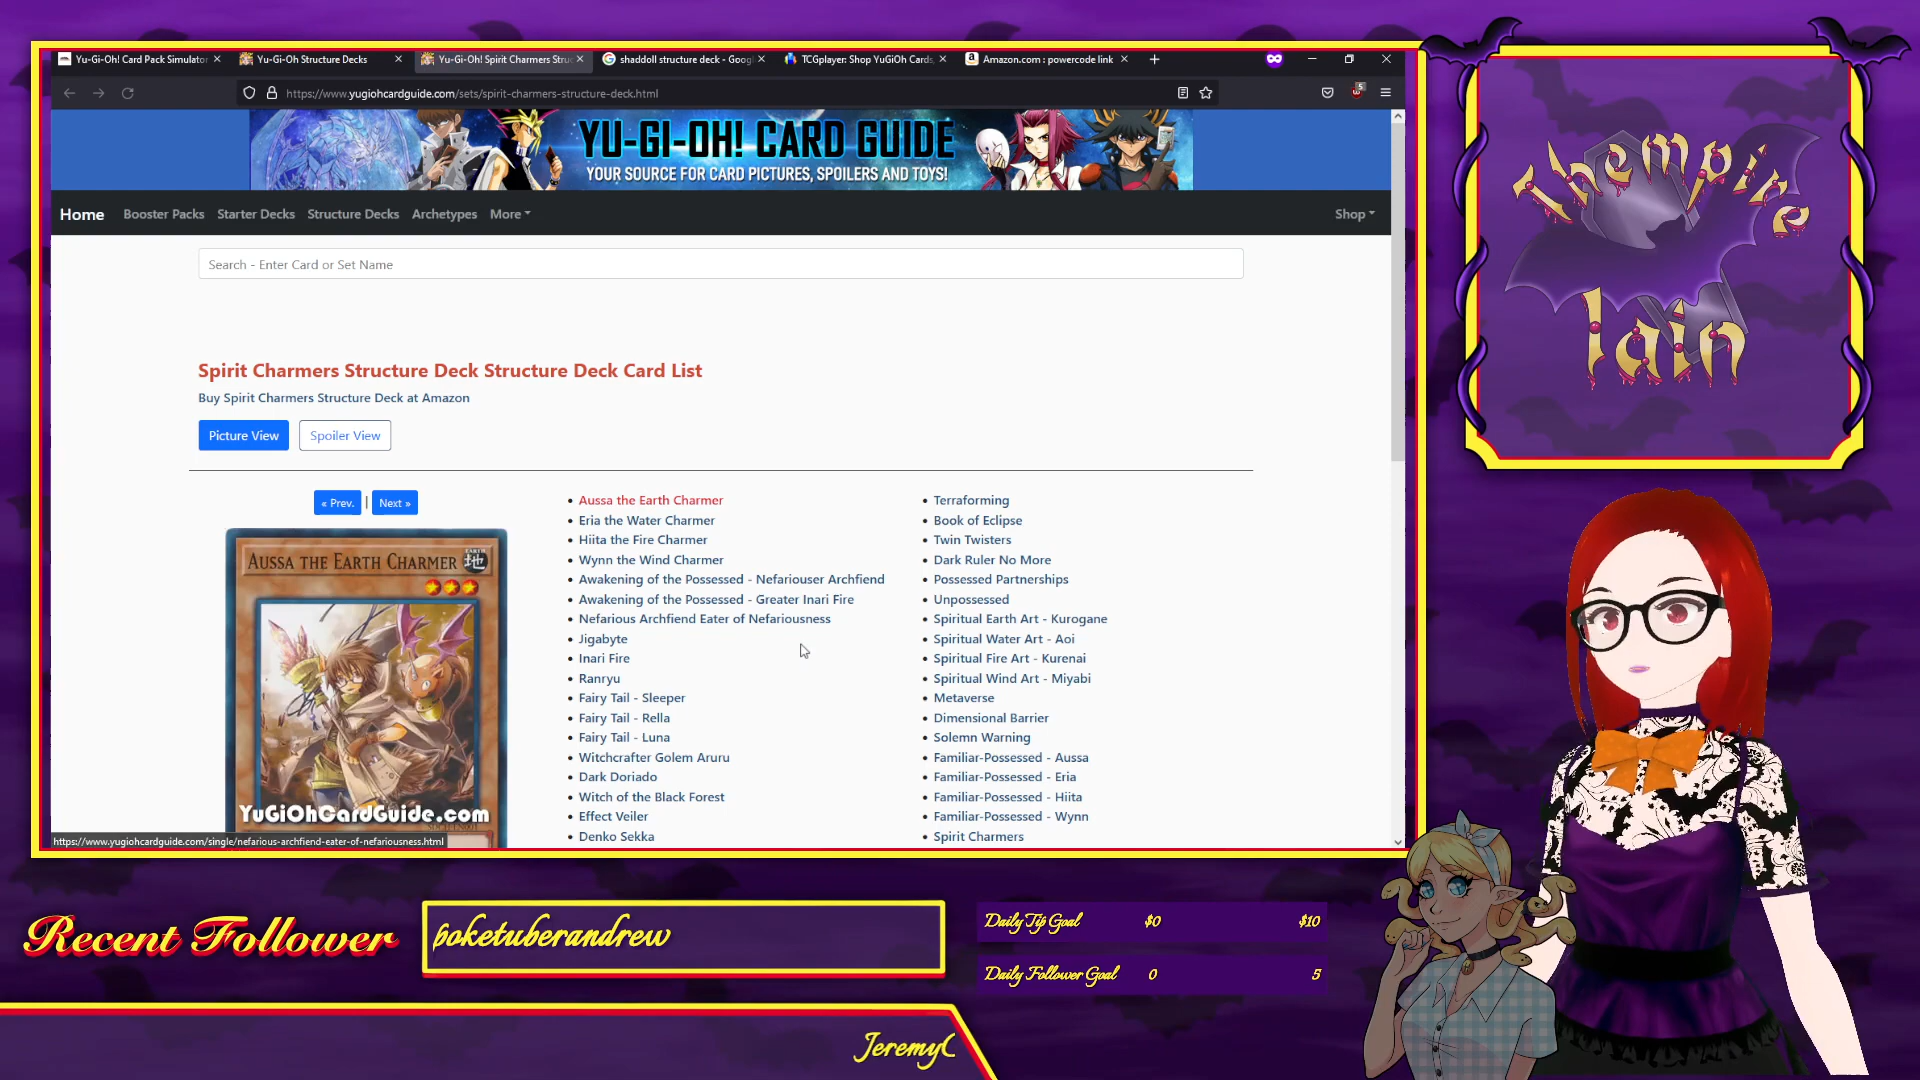 Yu-Gi-Oh! Card Pack Simulator
Yu-Gi-Oh Structure Decks
Yu-Gi-Oh! Spirit Charmers Struc
shaddoll structure deck - Googl
TCGplayer: Shop YuGiOh Cards,
Amazon.com : powercode link
https://www.yugiohcardguide.com/sets/spirit-charmers-structure-deck.html
5
YU-GI-OH! CARD GUIDE
YOUR SOURCE FOR CARD PICTURES, SPOILERS AND TOYS!
Home
Booster Packs
Starter Decks
Structure Decks
Archetypes
More
Shop
Search - Enter Card or Set Name
Spirit Charmers Structure Deck Structure Deck Card List
Buy Spirit Charmers Structure Deck at Amazon
Picture View
Spoiler View
« Prev.
|
Next »
AUSSA THE EARTH CHARMER
EARTH
地
YuGiOhCardGuide.com
Aussa the Earth Charmer
Eria the Water Charmer
Hiita the Fire Charmer
Wynn the Wind Charmer
Awakening of the Possessed - Nefariouser Archfiend
Awakening of the Possessed - Greater Inari Fire
Nefarious Archfiend Eater of Nefariousness
Jigabyte
Inari Fire
Ranryu
Fairy Tail - Sleeper
Fairy Tail - Rella
Fairy Tail - Luna
Witchcrafter Golem Aruru
Dark Doriado
Witch of the Black Forest
Effect Veiler
Denko Sekka
Terraforming
Book of Eclipse
Twin Twisters
Dark Ruler No More
Possessed Partnerships
Unpossessed
Spiritual Earth Art - Kurogane
Spiritual Water Art - Aoi
Spiritual Fire Art - Kurenai
Spiritual Wind Art - Miyabi
Metaverse
Dimensional Barrier
Solemn Warning
Familiar-Possessed - Aussa
Familiar-Possessed - Eria
Familiar-Possessed - Hiita
Familiar-Possessed - Wynn
Spirit Charmers
https://www.yugiohcardguide.com/single/nefarious-archfiend-eater-of-nefariousness.html
Thempire
Iain
Recent Follower
poketuberandrew
Daily Tip Goal $0 $10
Daily Follower Goal 0 5
JeremyC